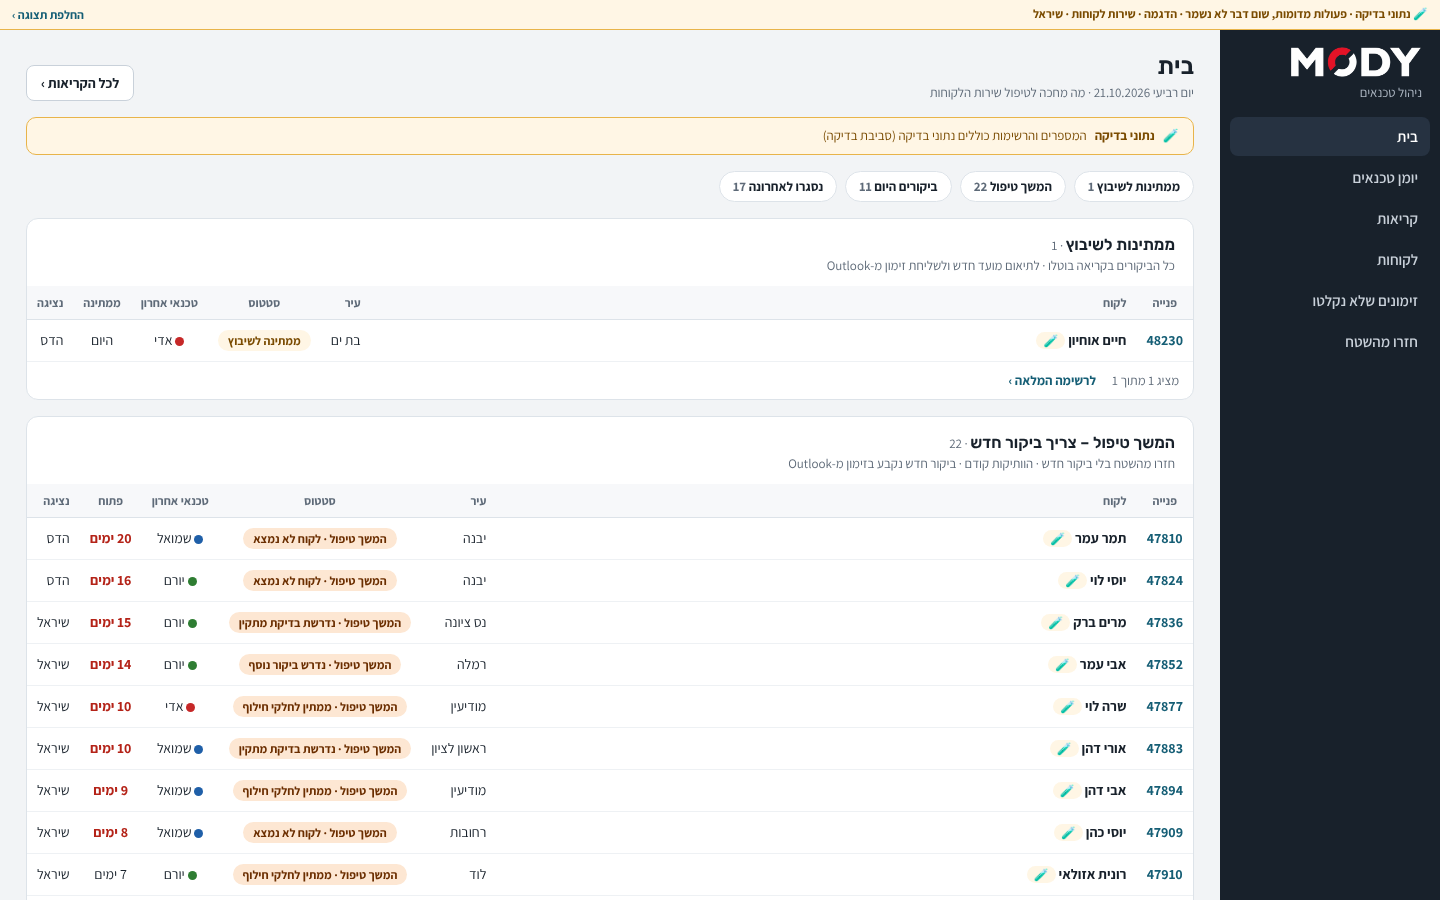 נתוני בדיקה · פעולות מדומות, שום דבר לא נשמר · הדגמה · שירות לקוחות · שיראל
החלפת תצוגה ›
MODY
ניהול טכנאים
בית
יומן טכנאים
קריאות
לקוחות
זימונים שלא נקלטו
חזרו מהשטח
בית
יום רביעי 21.10.2026 · מה מחכה לטיפול שירות הלקוחות
לכל הקריאות ›
נתוני בדיקה המספרים והרשימות כוללים נתוני בדיקה (סביבת בדיקה)
ממתינות לשיבוץ 1
המשך טיפול 22
ביקורים היום 11
נסגרו לאחרונה 17
ממתינות לשיבוץ · 1
כל הביקורים בקריאה בוטלו · לתיאום מועד חדש ולשליחת זימון מ-Outlook
פנייה לקוח עיר סטטוס טכנאי אחרון ממתינה נציגה
48230 חיים אוחיון בת ים ממתינה לשיבוץ אדי היום הדס
מציג 1 מתוך 1 לרשימה המלאה ›
המשך טיפול – צריך ביקור חדש · 22
חזרו מהשטח בלי ביקור חדש · הוותיקות קודם · ביקור חדש נקבע בזימון מ-Outlook
פנייה לקוח עיר סטטוס טכנאי אחרון פתוח נציגה
47810 תמר עמר יבנה המשך טיפול · לקוח לא נמצא שמואל 20 ימים הדס
47824 יוסי לוי יבנה המשך טיפול · לקוח לא נמצא יורם 16 ימים הדס
47836 מרים ברק נס ציונה המשך טיפול · נדרשת בדיקת מתקין יורם 15 ימים שיראל
47852 אבי עמר רמלה המשך טיפול · נדרש ביקור נוסף יורם 14 ימים שיראל
47877 שרה לוי מודיעין המשך טיפול · ממתין לחלקי חילוף אדי 10 ימים שיראל
47883 אורי דהן ראשון לציון המשך טיפול · נדרשת בדיקת מתקין שמואל 10 ימים שיראל
47894 אבי דהן מודיעין המשך טיפול · ממתין לחלקי חילוף שמואל 9 ימים שיראל
47909 יוסי כהן רחובות המשך טיפול · לקוח לא נמצא שמואל 8 ימים שיראל
47910 רונית אזולאי לוד המשך טיפול · ממתין לחלקי חילוף יורם 7 ימים שיראל